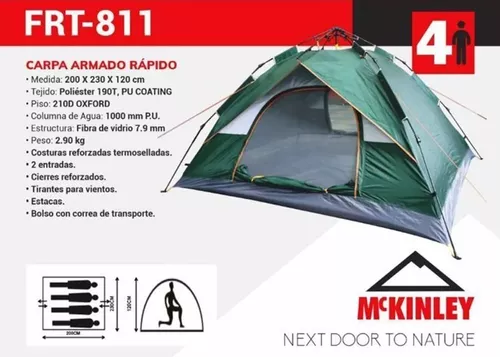 FRT-811
4
CARPA ARMADO RÁPIDO
• Medida: 200 X 230 X 120 cm
• Tejido: Poliéster 190T, PU COATING
• Piso: 210D OXFORD
• Columna de Agua: 1000 mm P.U.
• Estructura: Fibra de vidrio 7.9 mm
• Peso: 2.90 kg
• Costuras reforzadas termoselladas.
• 2 entradas.
• Cierres reforzados.
• Tirantes para vientos.
• Estacas.
• Bolso con correa de transporte.
200CM
230CM
120CM
McKINLEY
NEXT DOOR TO NATURE